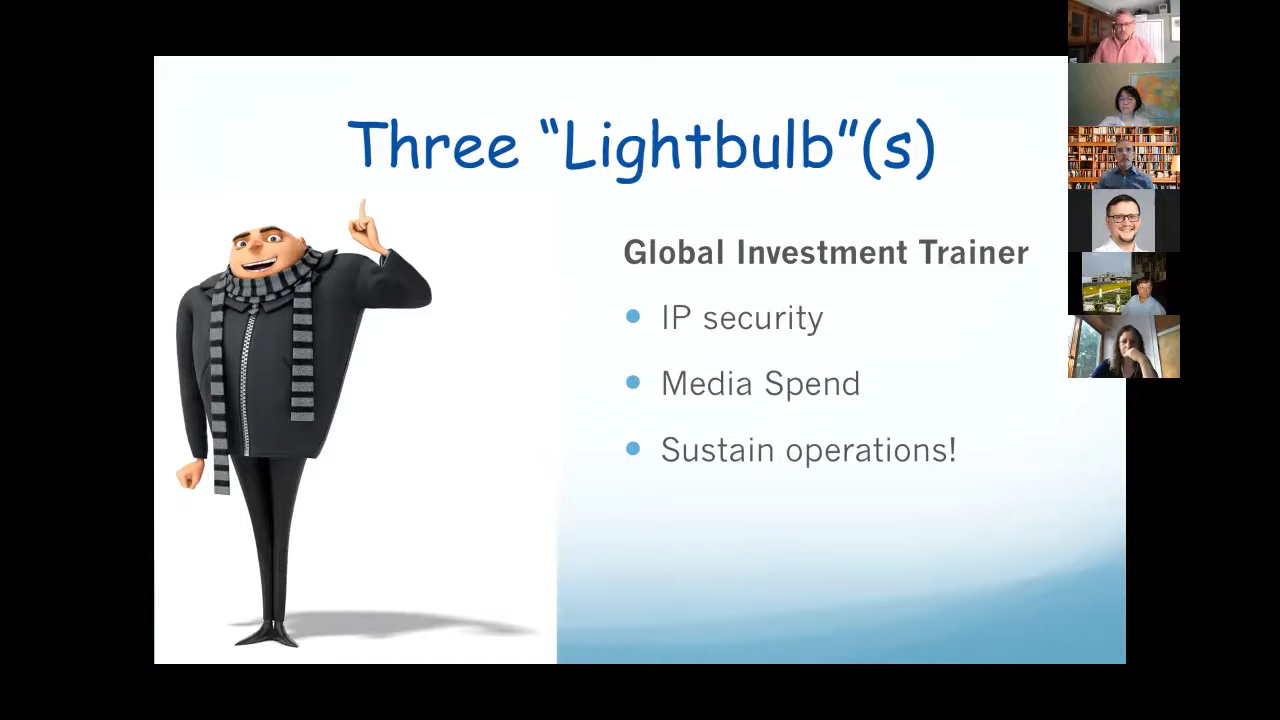 Three “Lightbulb”(s)
Global Investment Trainer
IP security
Media Spend
Sustain operations!